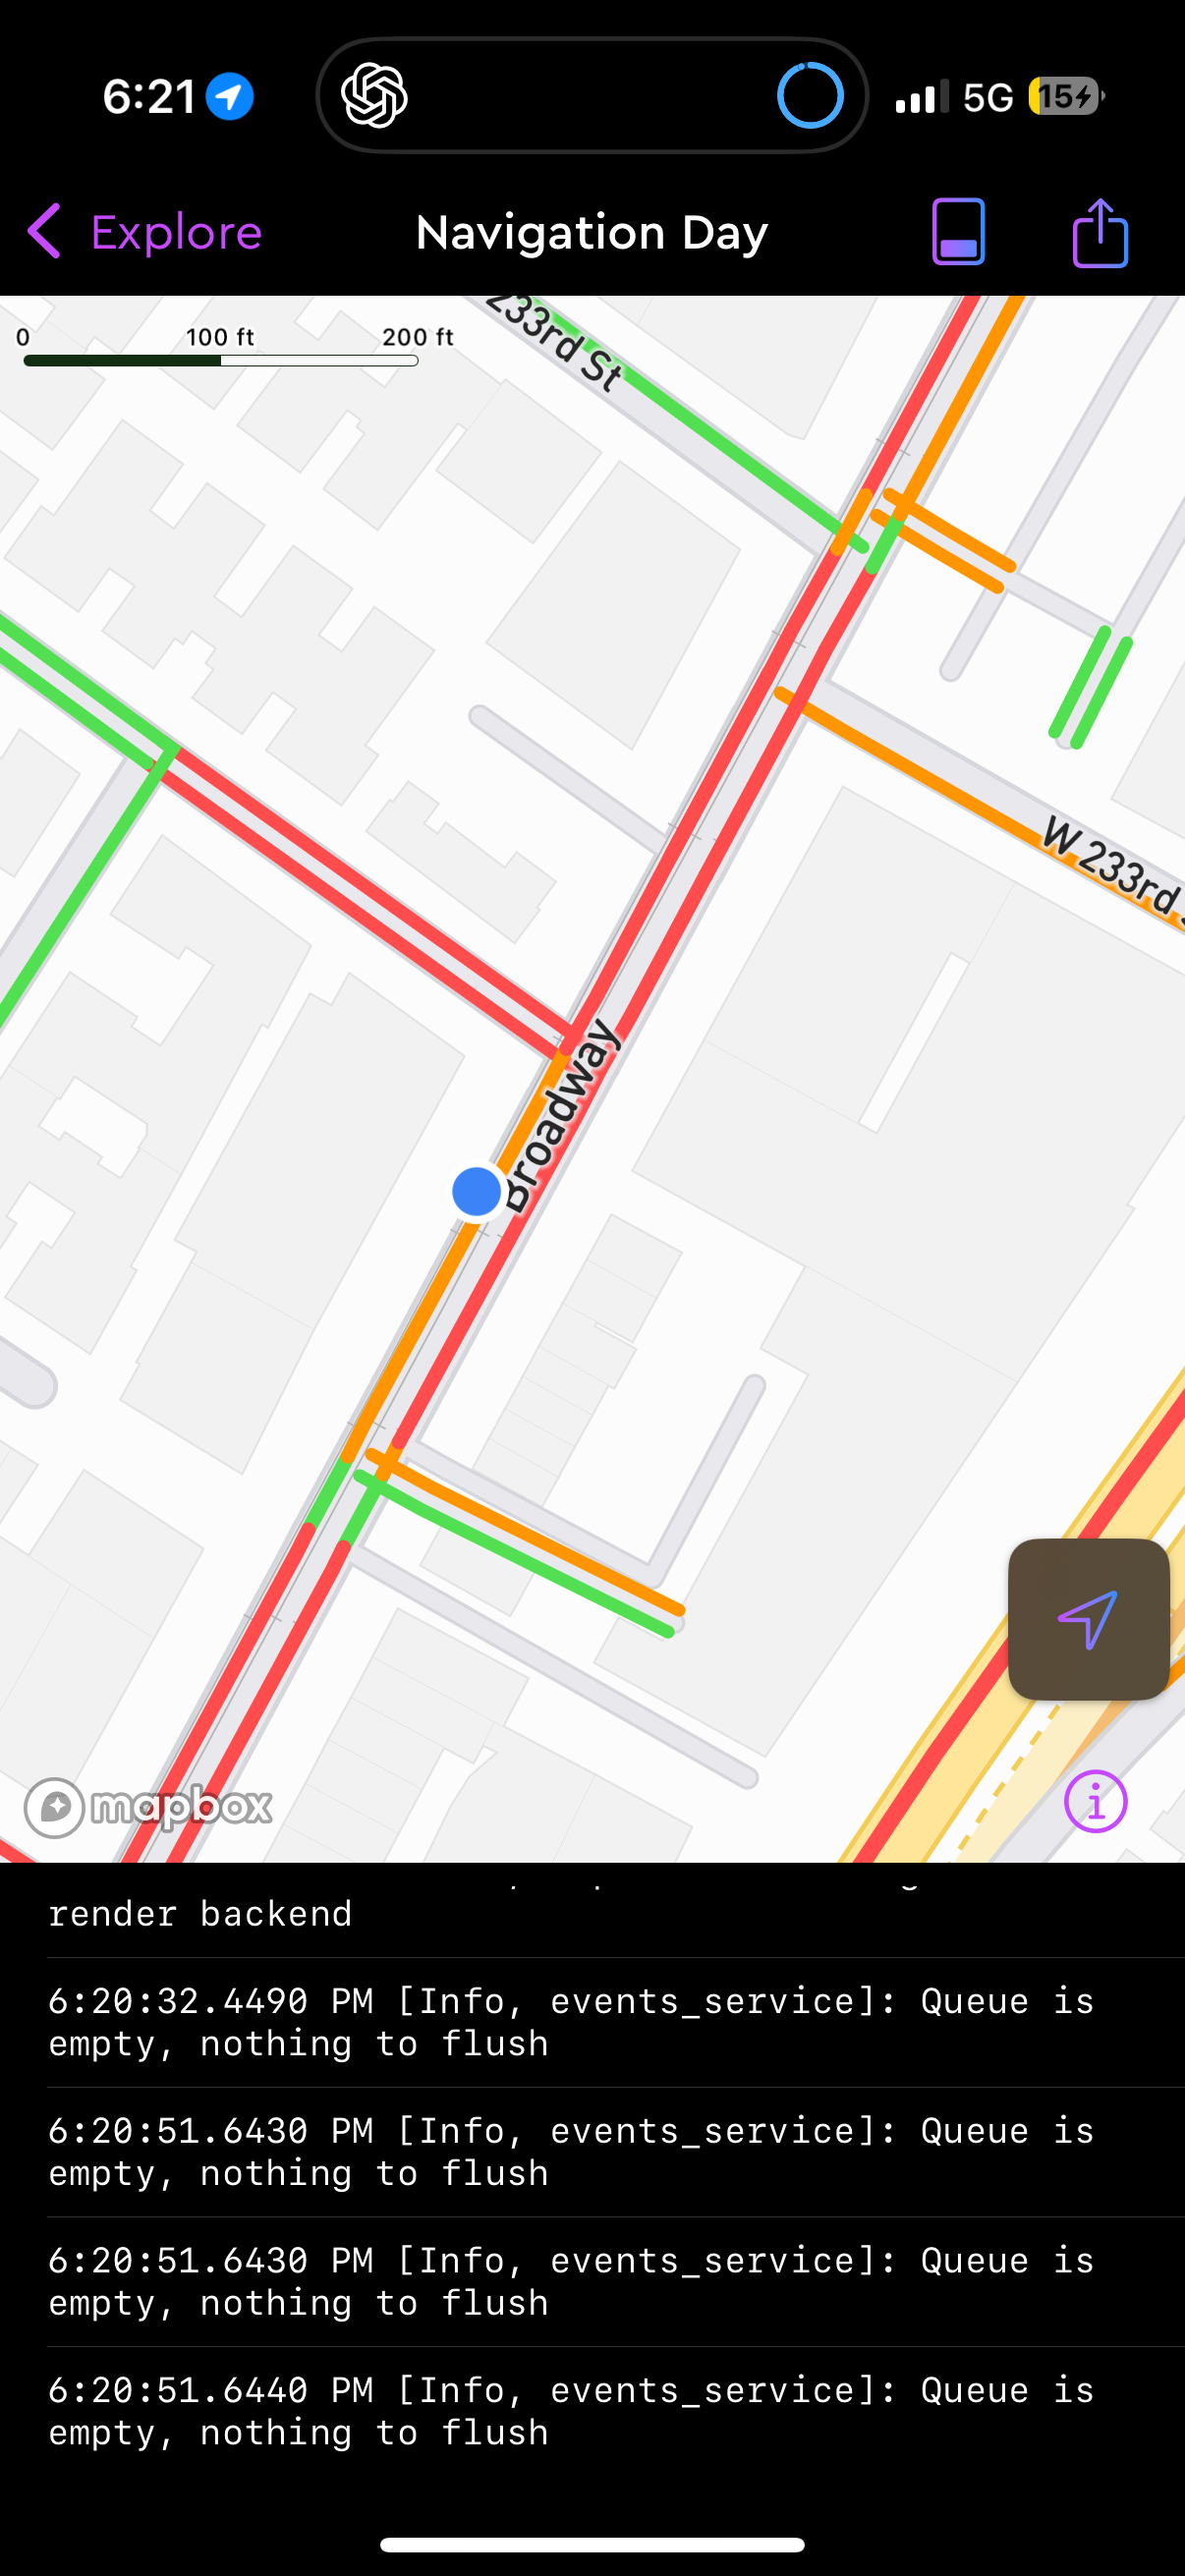 6:21
5G
15
Explore
Navigation Day
0
100 ft
200 ft
233rd St
W 233rd
Broadway
mapbox
render backend
6:20:32.4490 PM [Info, events_service]: Queue is
empty, nothing to flush
6:20:51.6430 PM [Info, events_service]: Queue is
empty, nothing to flush
6:20:51.6430 PM [Info, events_service]: Queue is
empty, nothing to flush
6:20:51.6440 PM [Info, events_service]: Queue is
empty, nothing to flush